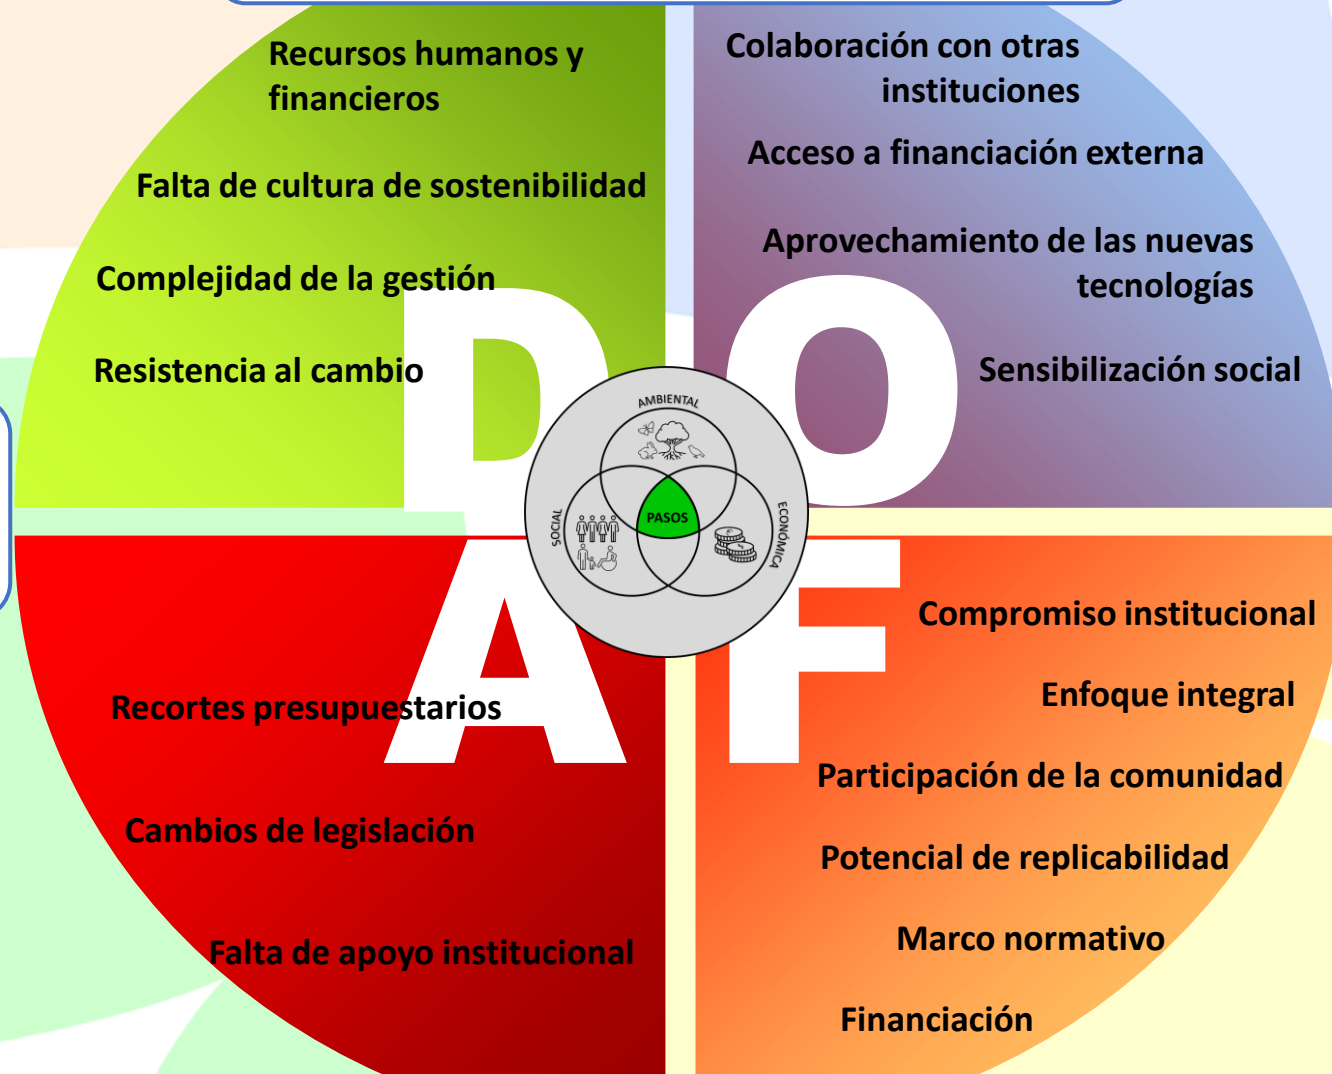 Recursos humanos y
financieros
Falta de cultura de sostenibilidad
Complejidad de la gestión
Resistencia al cambio
D
Colaboración con otras
instituciones
Acceso a financiación externa
Aprovechamiento de las nuevas
tecnologías
Sensibilización social
O
AMBIENTAL
SOCIAL
ECONÓMICA
PASOS
A
Recortes presupuestarios
Cambios de legislación
Falta de apoyo institucional
F
Compromiso institucional
Enfoque integral
Participación de la comunidad
Potencial de replicabilidad
Marco normativo
Financiación